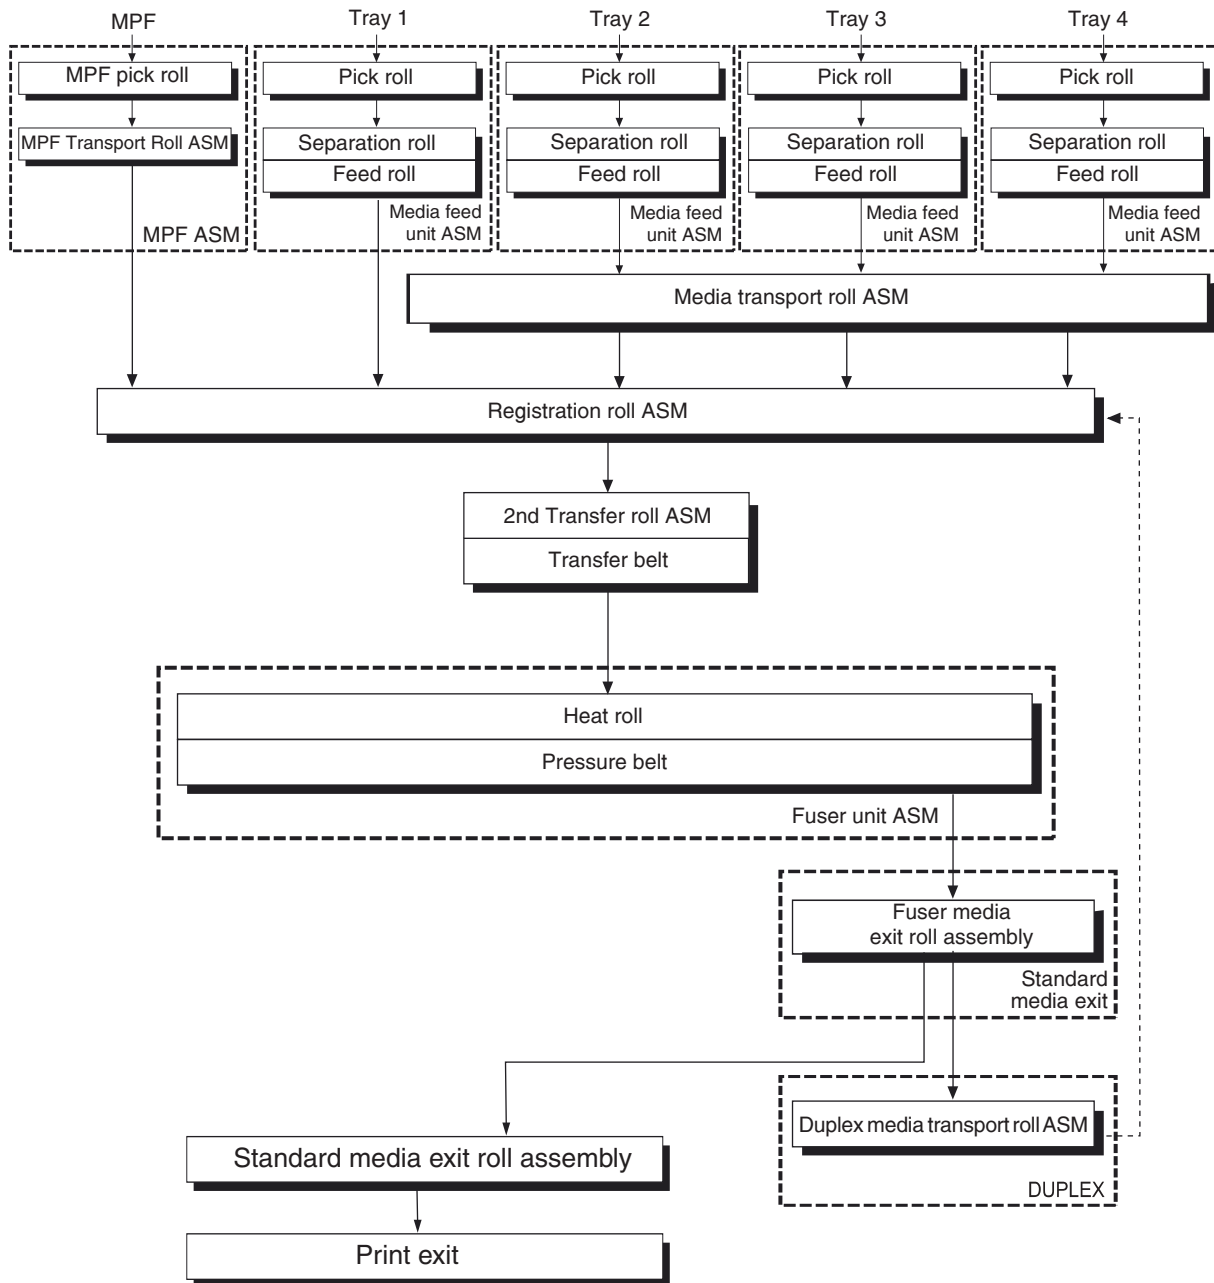 MPF
Tray 1
Tray 2
Tray 3
Tray 4
MPF pick roll
Pick roll
Pick roll
Pick roll
Pick roll
MPF Transport Roll ASM
Separation roll
Separation roll
Separation roll
Separation roll
Feed roll
Feed roll
Feed roll
Feed roll
MPF ASM
Media feed
unit ASM
Media feed
unit ASM
Media feed
unit ASM
Media feed
unit ASM
Media transport roll ASM
Registration roll ASM
2nd Transfer roll ASM
Transfer belt
Heat roll
Pressure belt
Fuser unit ASM
Fuser media
exit roll assembly
Standard
media exit
Duplex media transport roll ASM
DUPLEX
Standard media exit roll assembly
Print exit